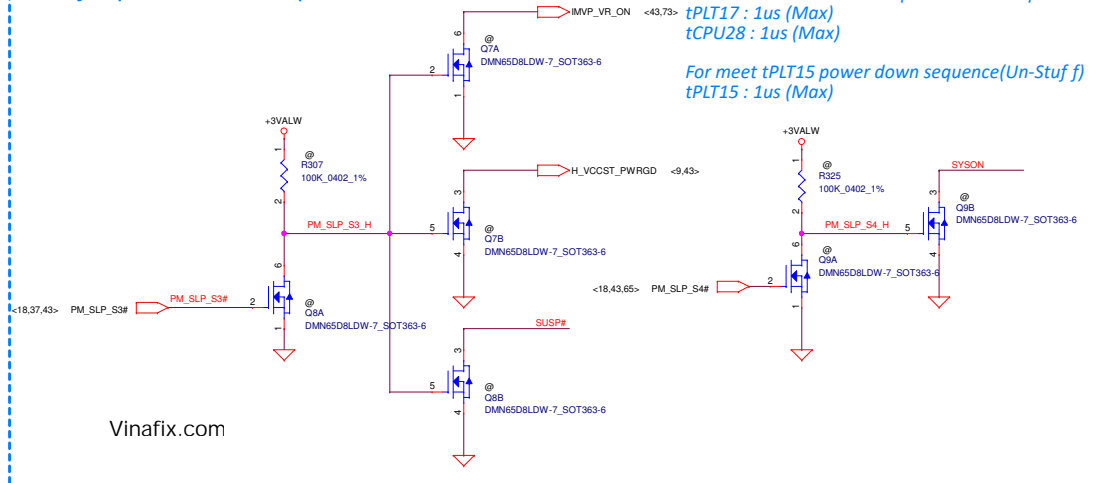 IMVP_VR_ON <43,73>
tPLT17 : 1us (Max)
tCPU28 : 1us (Max)
For meet tPLT15 power down sequence(Un-Stuf f)
tPLT15 : 1us (Max)
6
@
Q7A
DMN65D8LDW-7_SOT363-6
2
1
+3VALW
1
@
R307
100K_0402_1%
2
H_VCCST_PWRGD <9,43>
3
PM_SLP_S3_H
5
@
Q7B
DMN65D8LDW-7_SOT363-6
4
6
<18,37,43> PM_SLP_S3#
PM_SLP_S3#
2
@
Q8A
DMN65D8LDW-7_SOT363-6
1
SUSP#
3
5
@
Q8B
DMN65D8LDW-7_SOT363-6
4
+3VALW
1
@
R325
100K_0402_1%
2
SYSON
3
@
Q9B
DMN65D8LDW-7_SOT363-6
PM_SLP_S4_H
5
4
6
@
Q9A
DMN65D8LDW-7_SOT363-6
<18,43,65> PM_SLP_S4#
2
1
Vinafix.com